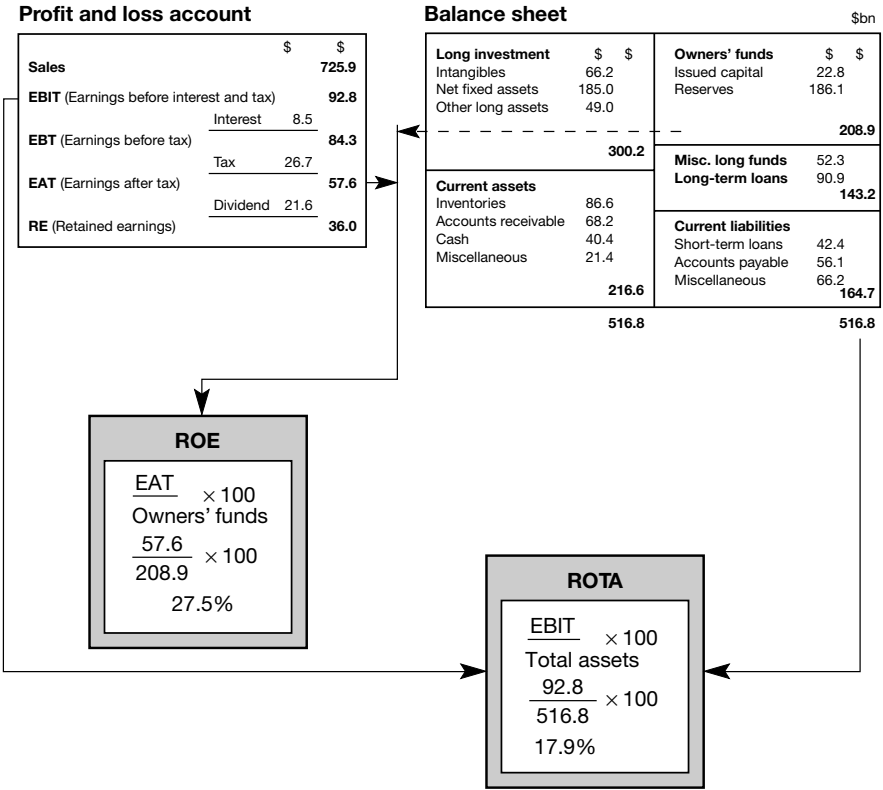 Profit and loss account
$ $
Sales 725.9
EBIT (Earnings before interest and tax) 92.8
Interest 8.5
EBT (Earnings before tax) 84.3
Tax 26.7
EAT (Earnings after tax) 57.6
Dividend 21.6
RE (Retained earnings) 36.0
Balance sheet
$bn
Long investment $ $
Intangibles 66.2
Net fixed assets 185.0
Other long assets 49.0
300.2
Current assets
Inventories 86.6
Accounts receivable 68.2
Cash 40.4
Miscellaneous 21.4
216.6
516.8
Owners' funds $ $
Issued capital 22.8
Reserves 186.1
208.9
Misc. long funds 52.3
Long-term loans 90.9
143.2
Current liabilities
Short-term loans 42.4
Accounts payable 56.1
Miscellaneous 66.2
164.7
516.8
ROE
EAT × 100
Owners' funds
57.6 × 100
208.9
27.5%
ROTA
EBIT × 100
Total assets
92.8 × 100
516.8
17.9%